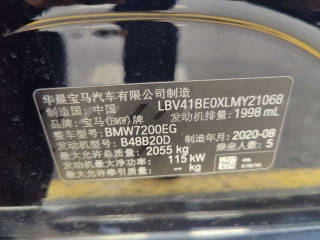 华晨宝马汽车有限公司制造
制造国: 中国 LBV41BE0XLMY21068
品牌: 宝马(BMW)牌 发动机排量: 1998 mL
整车型号: BMW7200EG
发动机型号: B48B20D 制造年月: 2020-08
最大允许总质量: 2055 kg 乘坐人数 5
发动机最大净功率: 115 kW
最大允许牵引质量: -- kg